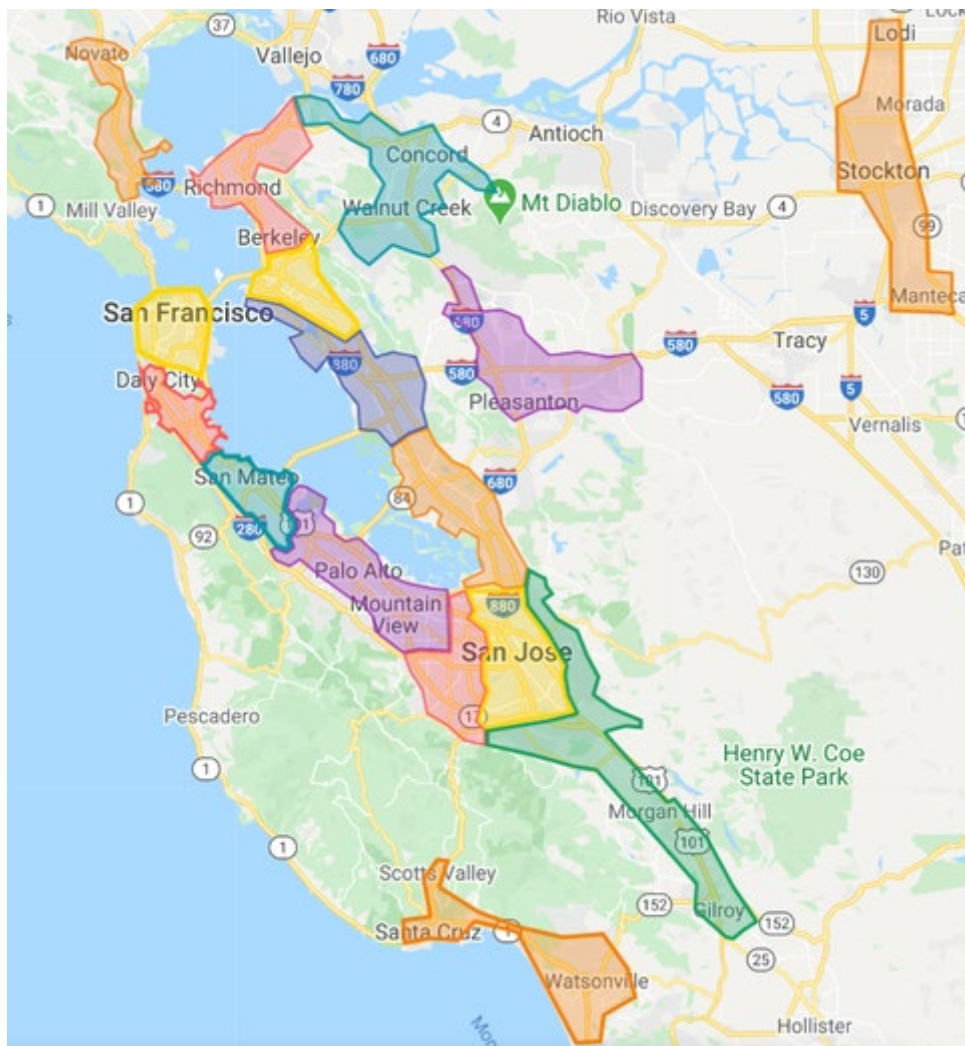 Rio Vista
Lodi
37
Novato
Vallejo
680
780
Morada
4
Antioch
Concord
Stockton
Richmond
580
1
Mill Valley
Walnut Creek
Mt Diablo
Discovery Bay
4
99
Berkeley
Manteca
San Francisco
680
5
580
Tracy
880
580
Daly City
Pleasanton
5
580
Vernalis
San Mateo
680
84
1
280
101
92
Palo Alto
130
Mountain
View
880
San Jose
Pescadero
17
Henry W. Coe
State Park
1
101
Morgan Hill
101
1
Scotts Valley
152
Gilroy
152
Santa Cruz
1
25
Watsonville
Hollister